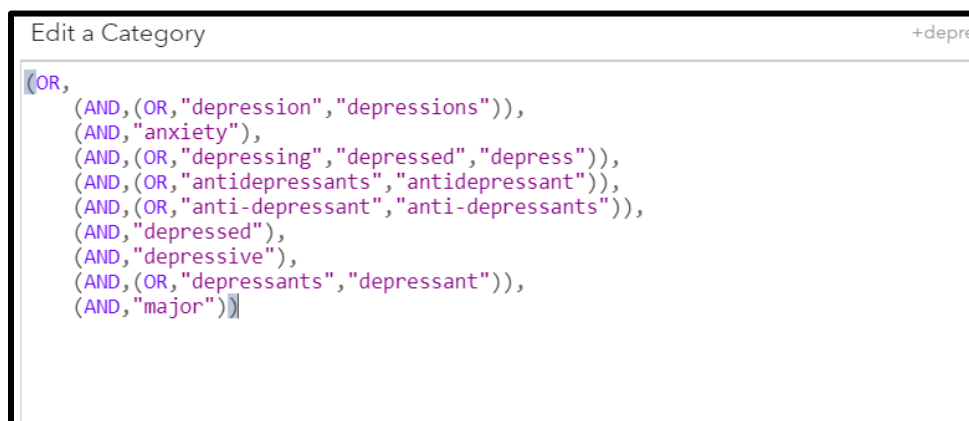 Edit a Category +depre
(OR,
(AND,(OR,"depression","depressions")),
(AND,"anxiety"),
(AND,(OR,"depressing","depressed","depress")),
(AND,(OR,"antidepressants","antidepressant")),
(AND,(OR,"anti-depressant","anti-depressants")),
(AND,"depressed"),
(AND,"depressive"),
(AND,(OR,"depressants","depressant")),
(AND,"major"))